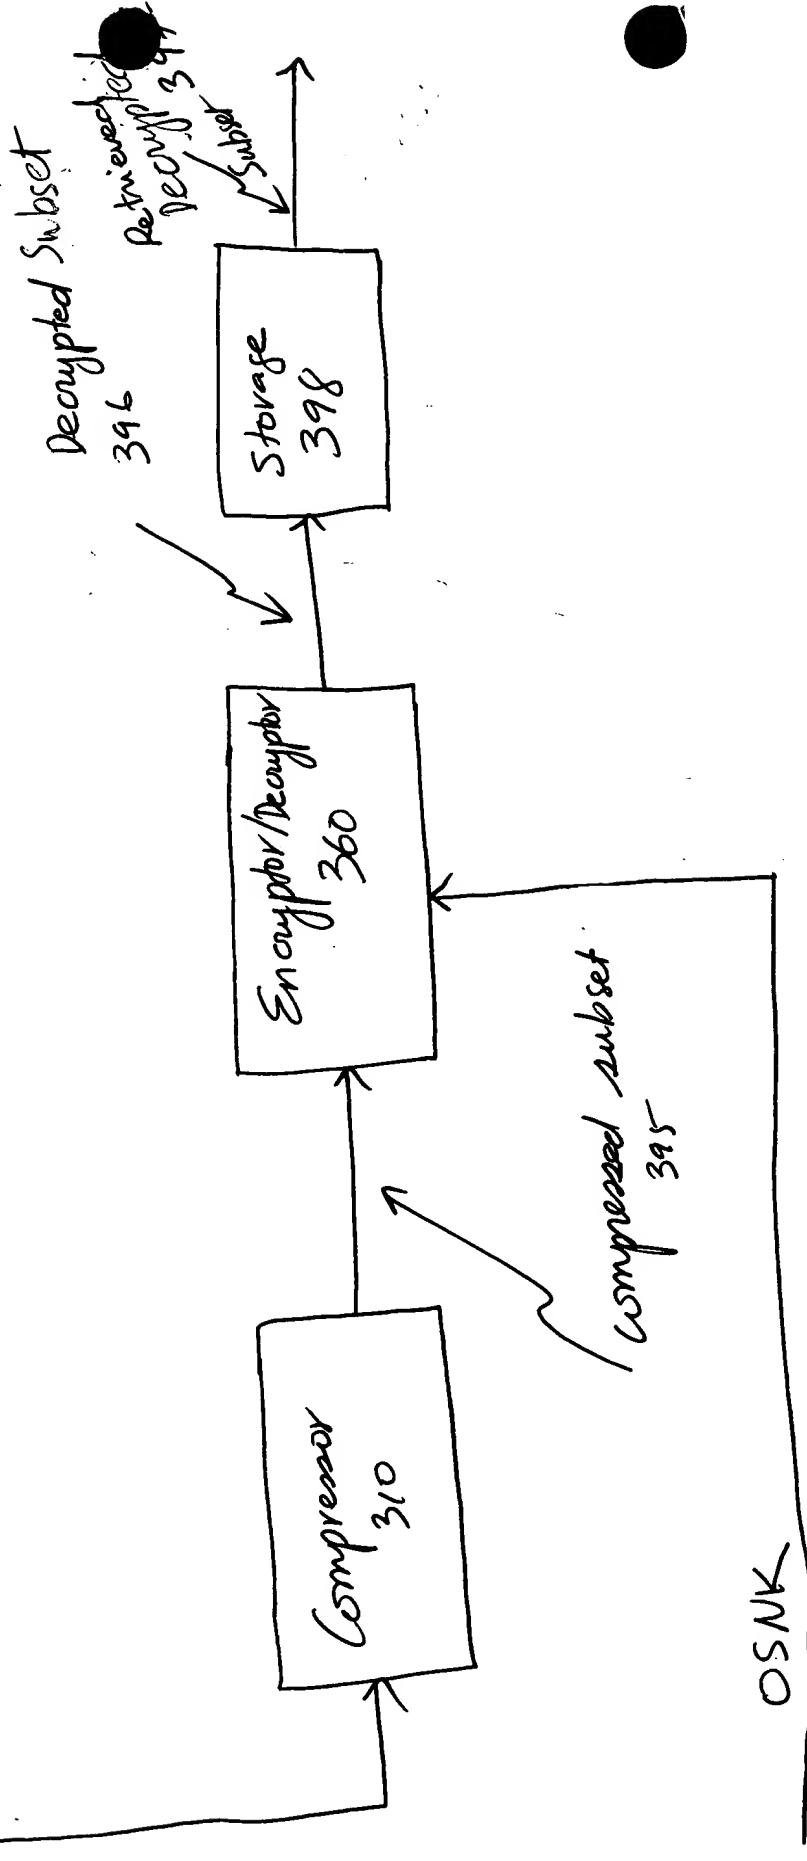 Compressor
310
compressed subset
395
Encryptor/Decryptor
360
Decrypted Subset
396
Storage
398
Retrieved
Subset
OSNK